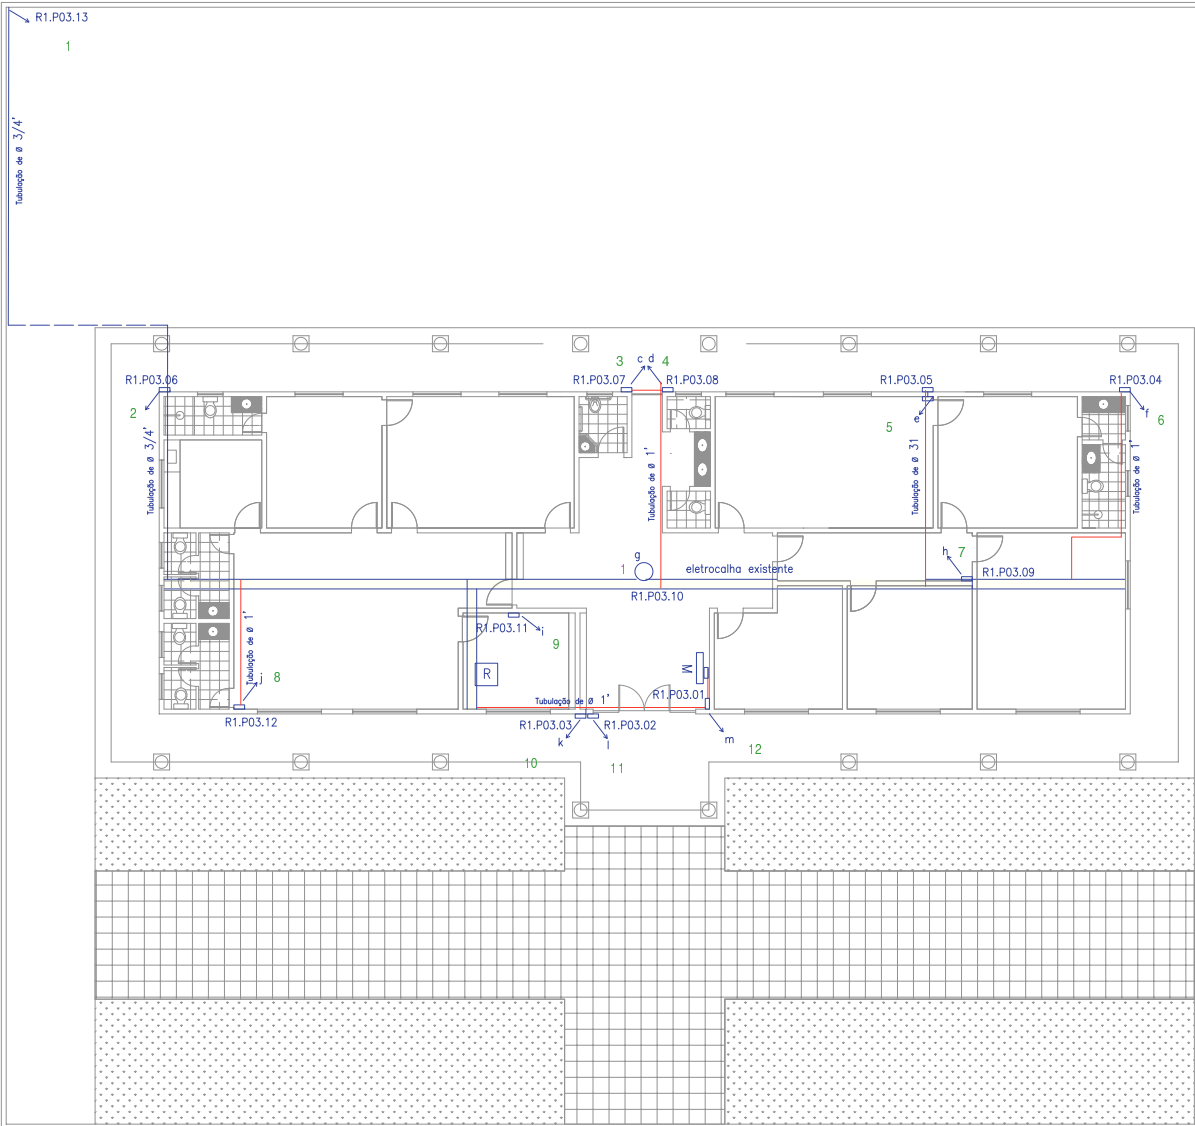 R1.P03.13
1
Tubulação de Ø 3/4'
c d
3
4
R1.P03.06
R1.P03.07
R1.P03.08
R1.P03.05
R1.P03.04
2
e
f
5
6
Tubulação de Ø 3/4'
Tubulação de Ø 1'
Tubulação de Ø 31
Tubulação de Ø 1'
g
h
7
1
eletrocalha existente
R1.P03.09
R1.P03.10
R1.P03.11
i
9
Tubulação de Ø 1'
8
j
R
M
Tubulação de Ø 1'
R1.P03.01
R1.P03.12
R1.P03.03
R1.P03.02
k
l
m
12
10
11